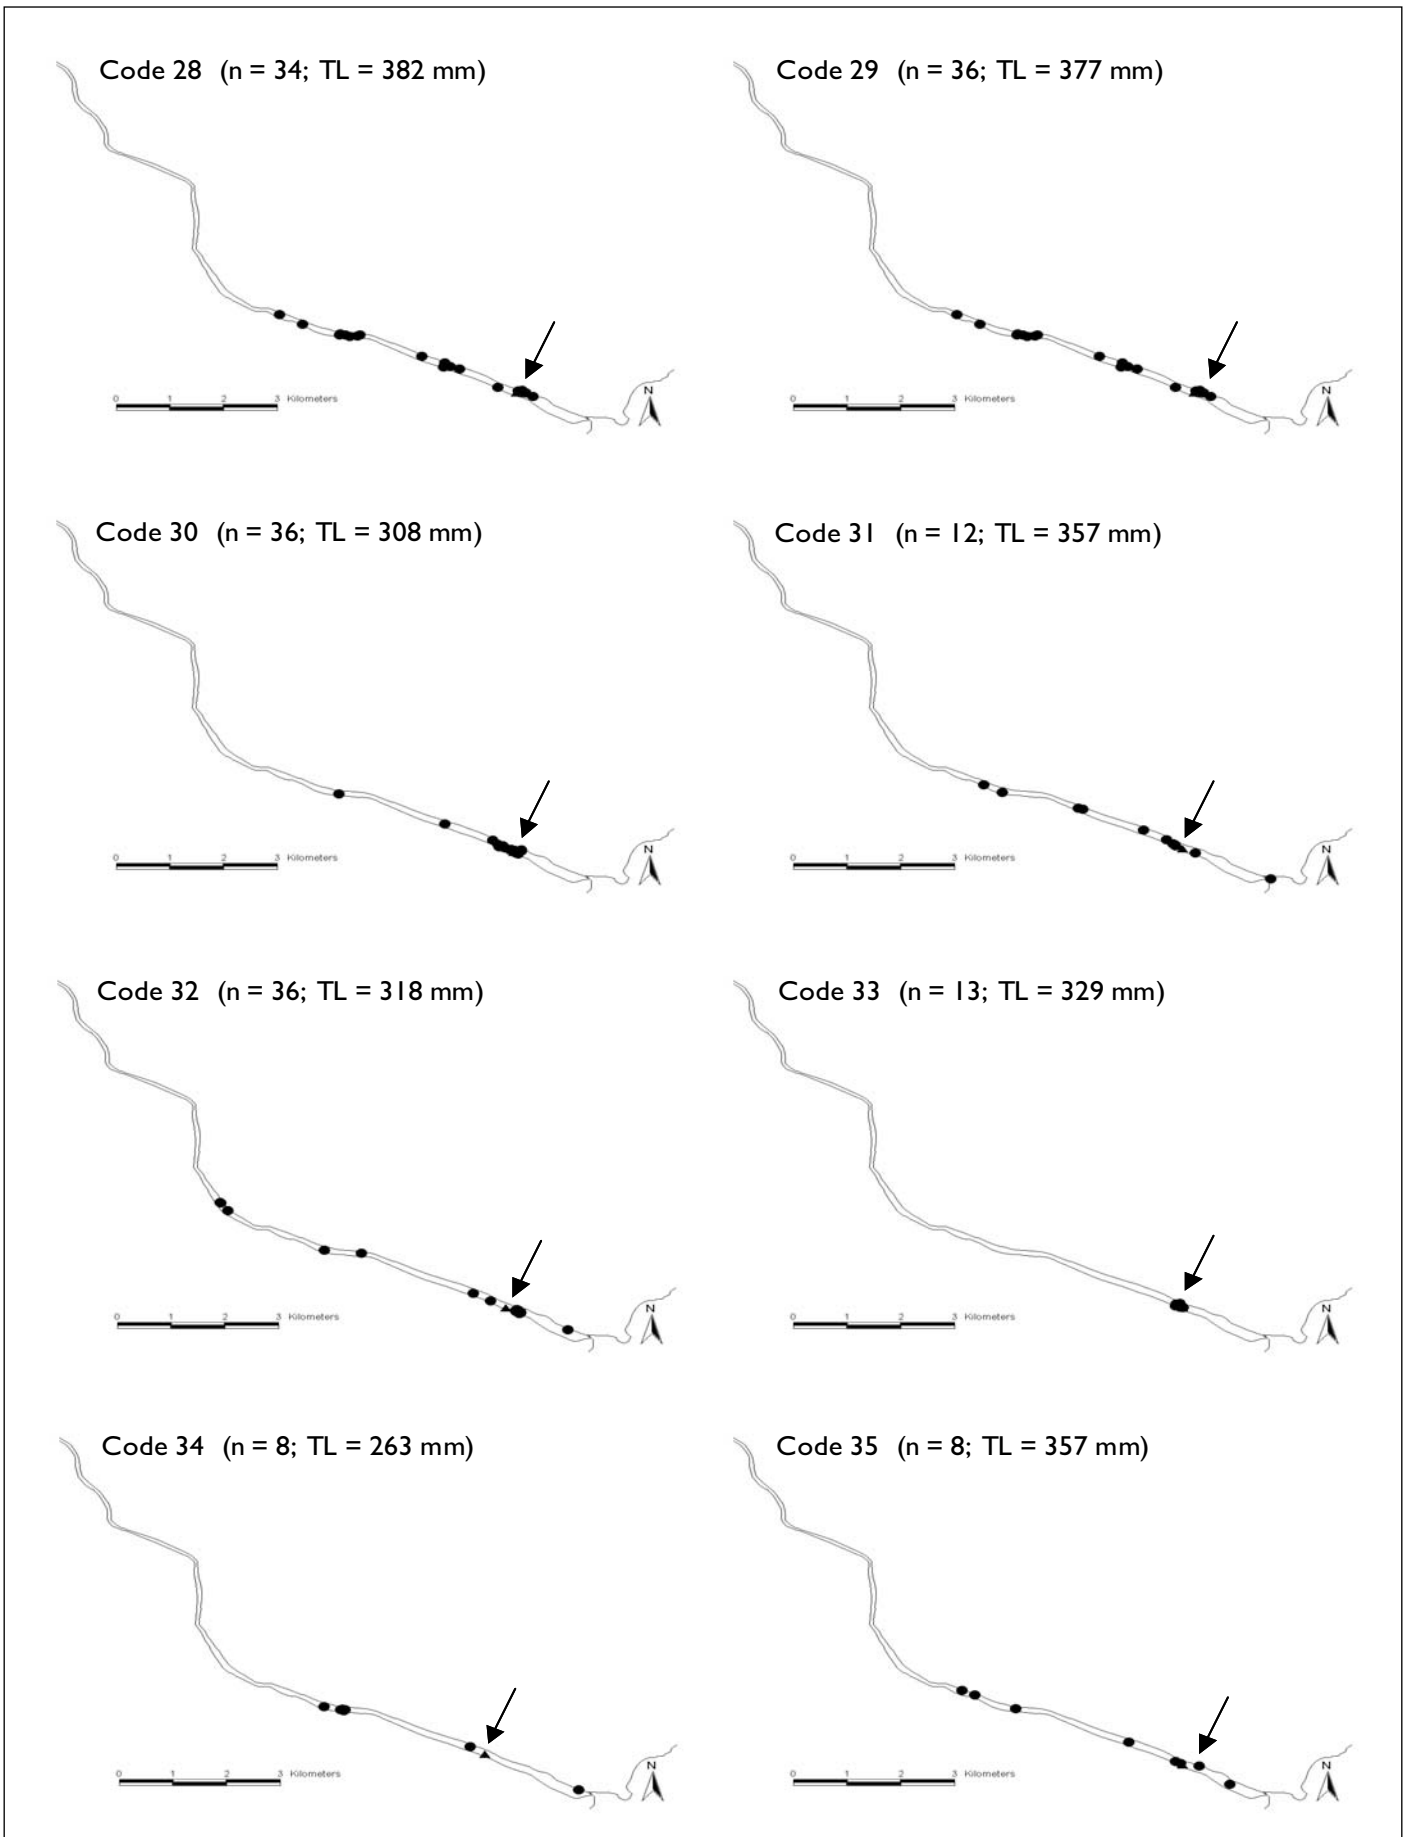 Code 28 (n = 34; TL = 382 mm)
Code 29 (n = 36; TL = 377 mm)
0 1 2 3 Kilometers
N
0 1 2 3 Kilometers
N
Code 30 (n = 36; TL = 308 mm)
Code 31 (n = 12; TL = 357 mm)
0 1 2 3 Kilometers
N
0 1 2 3 Kilometers
N
Code 32 (n = 36; TL = 318 mm)
Code 33 (n = 13; TL = 329 mm)
0 1 2 3 Kilometers
N
0 1 2 3 Kilometers
N
Code 34 (n = 8; TL = 263 mm)
Code 35 (n = 8; TL = 357 mm)
0 1 2 3 Kilometers
N
0 1 2 3 Kilometers
N